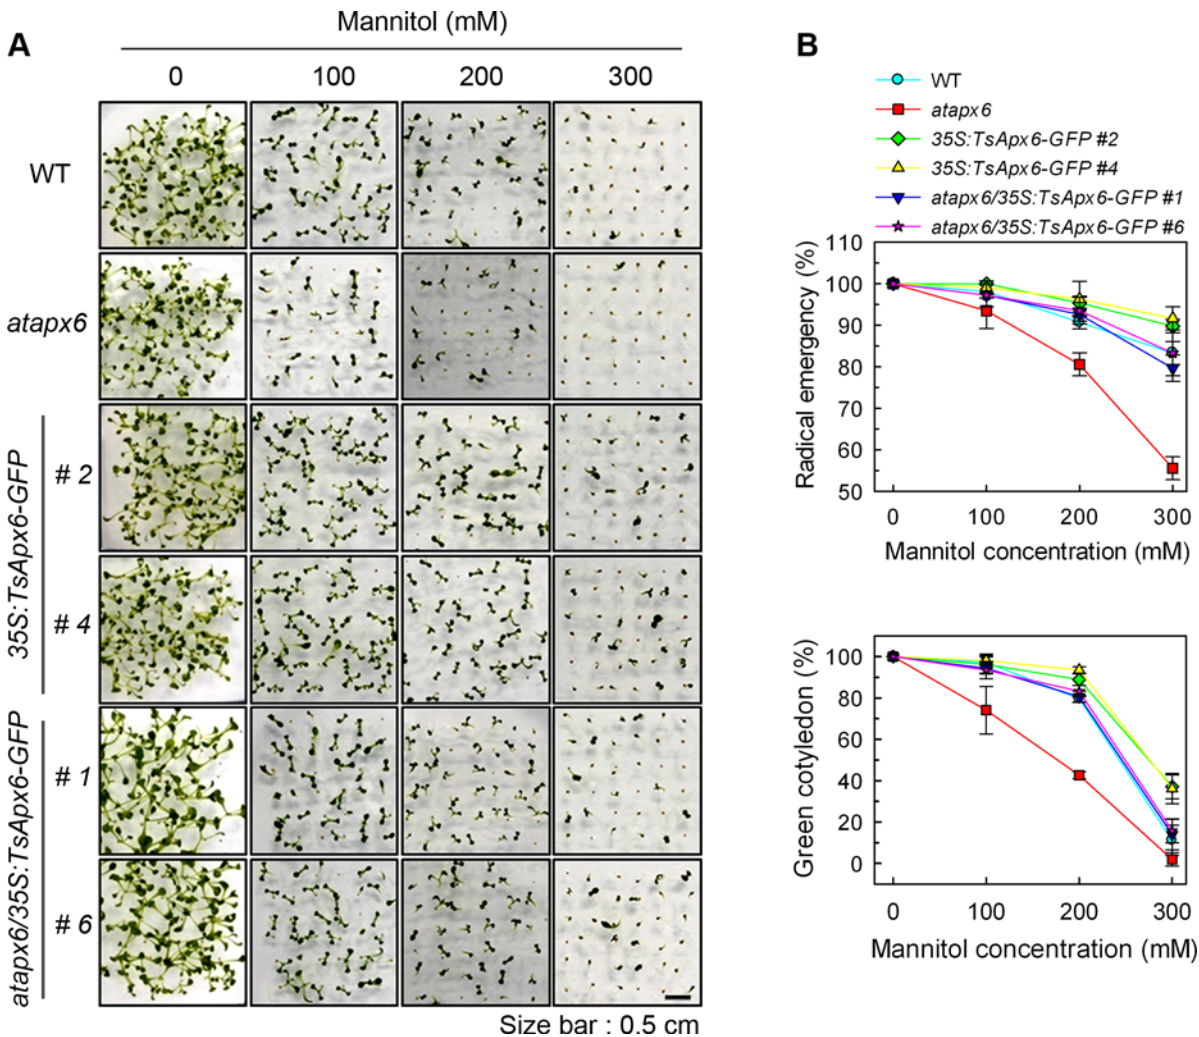 A
Mannitol (mM)
0 100 200 300
WT
atapx6
35S:TsApx6-GFP
# 2
# 4
atapx6/35S:TsApx6-GFP
# 1
# 6
Size bar : 0.5 cm
B
WT
atapx6
35S:TsApx6-GFP #2
35S:TsApx6-GFP #4
atapx6/35S:TsApx6-GFP #1
atapx6/35S:TsApx6-GFP #6
Radical emergency (%)
110
100
90
80
70
60
50
0 100 200 300
Mannitol concentration (mM)
Green cotyledon (%)
100
80
60
40
20
0
0 100 200 300
Mannitol concentration (mM)